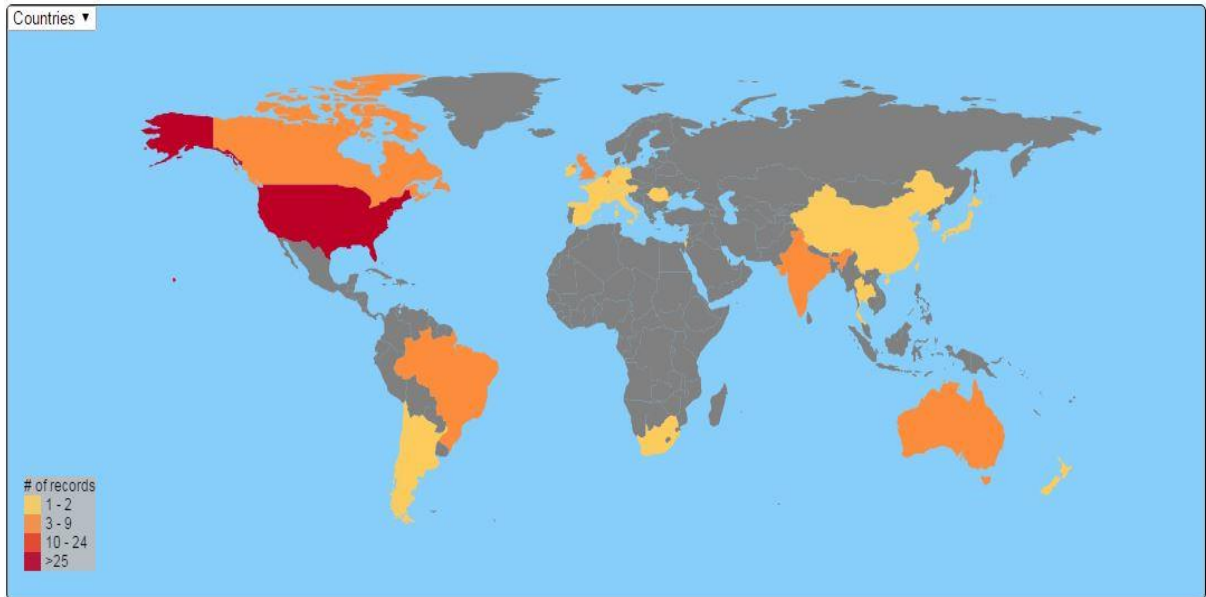 Countries ▼
# of records
1 - 2
3 - 9
10 - 24
>25